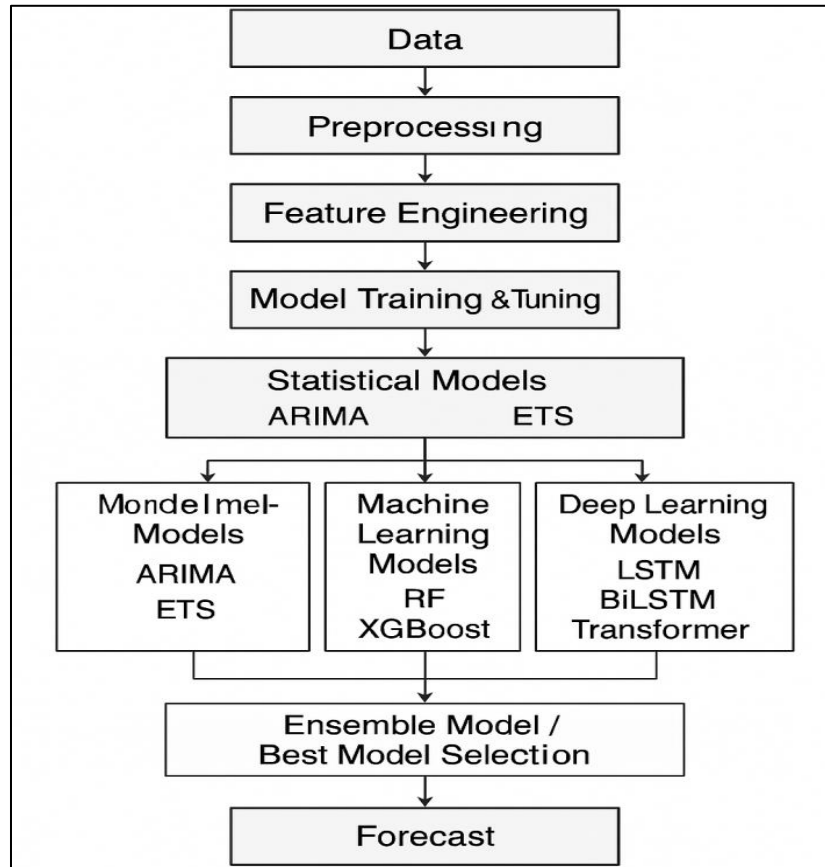 Data
Preprocessing
Feature Engineering
Model Training &Tuning
Statistical Models
ARIMA ETS
Mondelmel-
Models
ARIMA
ETS
Machine
Learning
Models
RF
XGBoost
Deep Learning
Models
LSTM
BiLSTM
Transformer
Ensemble Model /
Best Model Selection
Forecast